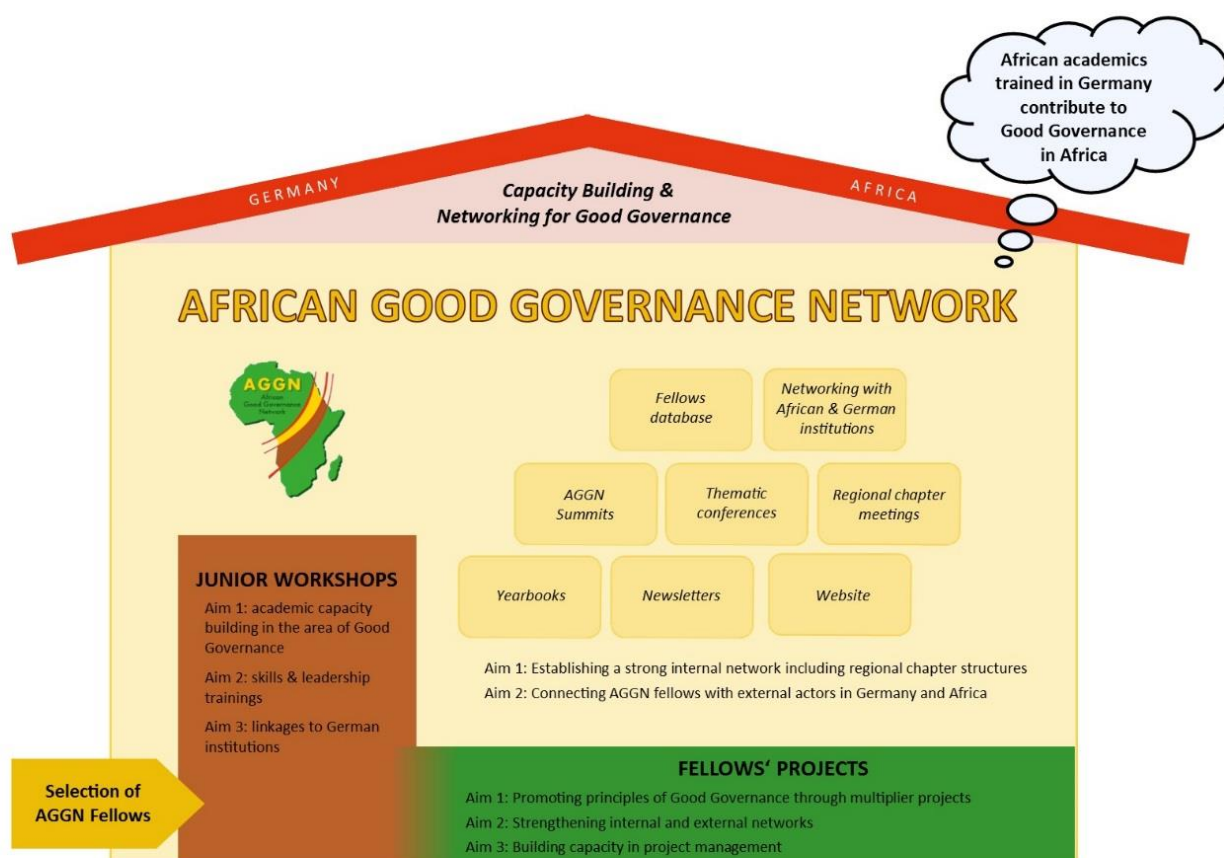 African academics
trained in Germany
contribute to
Good Governance
in Africa
GERMANY
AFRICA
Capacity Building &
Networking for Good Governance
AFRICAN GOOD GOVERNANCE NETWORK
AGGN
African
Good Governance
Network
Fellows
database
Networking with
African & German
institutions
AGGN
Summits
Thematic
conferences
Regional chapter
meetings
Yearbooks
Newsletters
Website
JUNIOR WORKSHOPS
Aim 1: academic capacity
building in the area of Good
Governance
Aim 2: skills & leadership
trainings
Aim 3: linkages to German
institutions
Aim 1: Establishing a strong internal network including regional chapter structures
Aim 2: Connecting AGGN fellows with external actors in Germany and Africa
Selection of
AGGN Fellows
FELLOWS‘ PROJECTS
Aim 1: Promoting principles of Good Governance through multiplier projects
Aim 2: Strengthening internal and external networks
Aim 3: Building capacity in project management